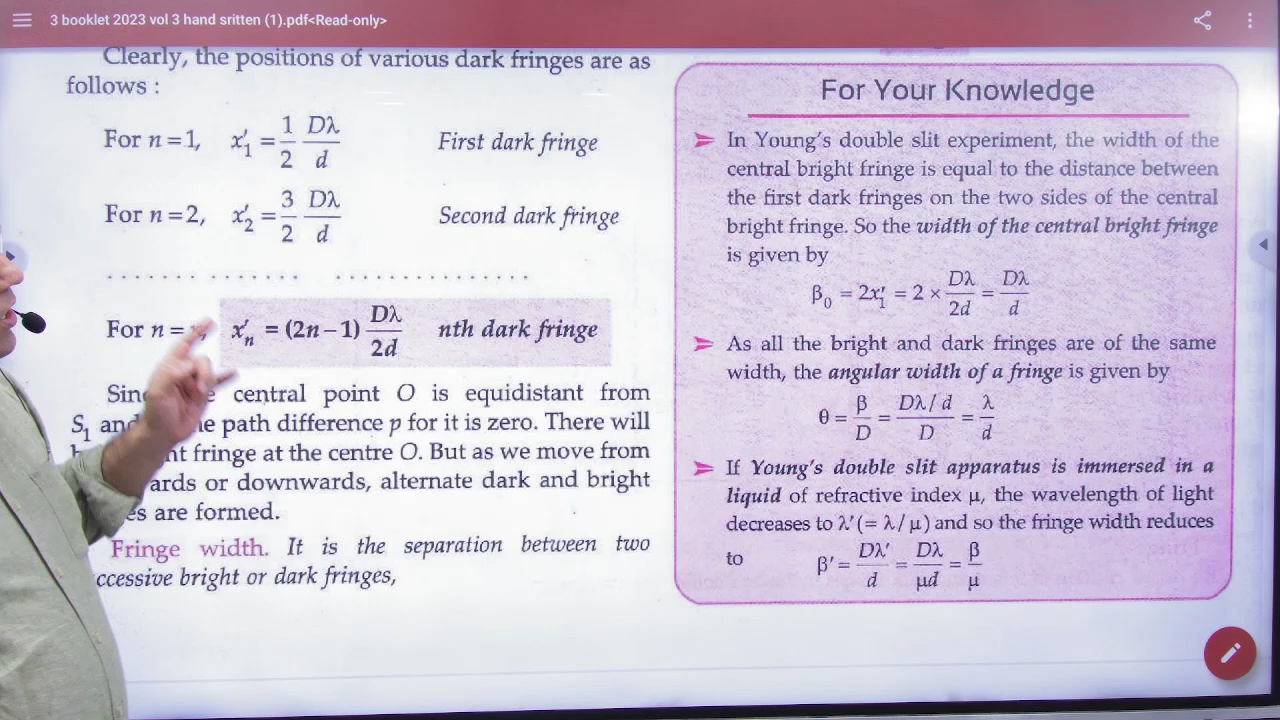 3 booklet 2023 vol 3 hand sritten (1).pdf<Read-only>
Clearly, the positions of various dark fringes are as
follows :
For n = 1, x′₁ = 1/2 Dλ/d First dark fringe
For n = 2, x′₂ = 3/2 Dλ/d Second dark fringe
. . . . . . . . . . . . . . . . . . . . . . . . . . . . . . .
For n = x′ₙ = (2n – 1) Dλ/2d nth dark fringe
central point O is equidistant from
S₁ path difference p for it is zero. There will
fringe at the centre O. But as we move from
or downwards, alternate dark and bright
are formed.
Fringe width. It is the separation between two
bright or dark fringes,
For Your Knowledge
➢ In Young's double slit experiment, the width of the
central bright fringe is equal to the distance between
the first dark fringes on the two sides of the central
bright fringe. So the width of the central bright fringe
is given by
β₀ = 2x′₁ = 2 × Dλ/2d = Dλ/d
➢ As all the bright and dark fringes are of the same
width, the angular width of a fringe is given by
θ = β/D = Dλ/d/D = λ/d
➢ If Young's double slit apparatus is immersed in a
liquid of refractive index μ, the wavelength of light
decreases to λ′(= λ/μ) and so the fringe width reduces
to β′ = Dλ′/d = Dλ/μd = β/μ